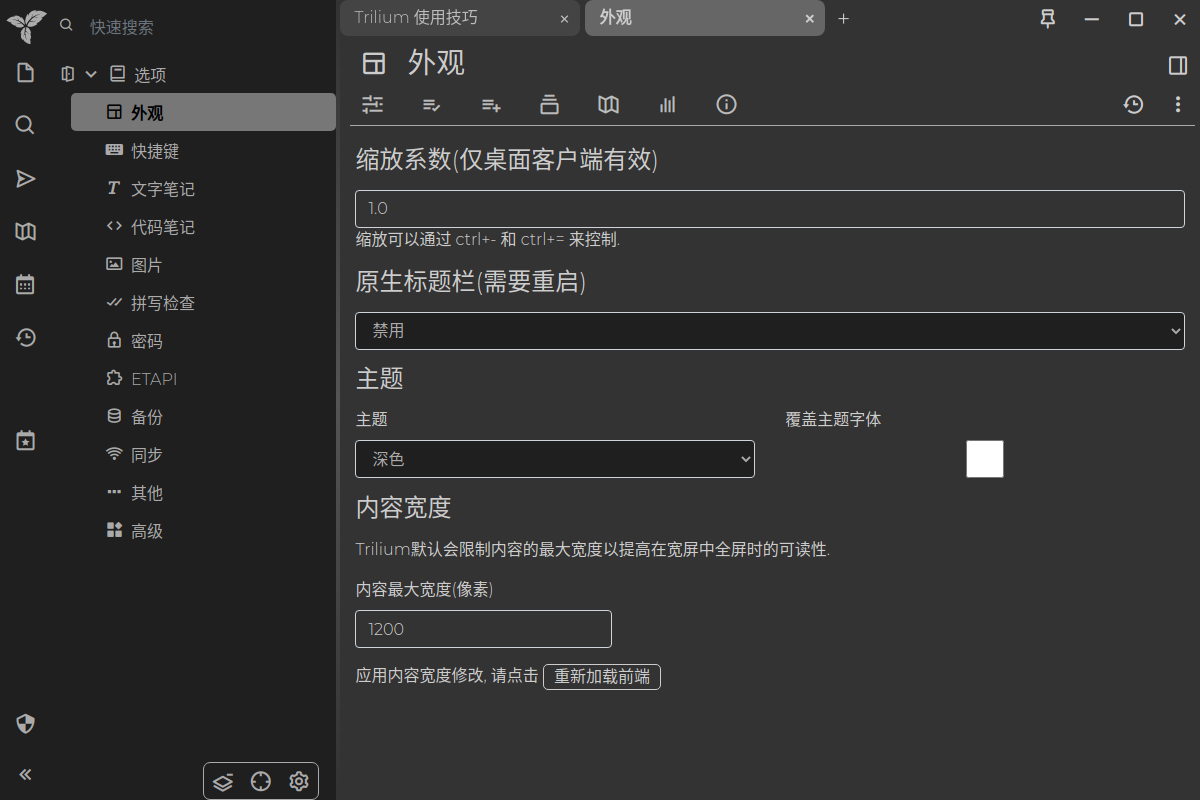 Trilium 使用技巧
外观
快速搜索
选项
外观
快捷键
文字笔记
代码笔记
图片
拼写检查
密码
ETAPI
备份
同步
其他
高级
外观
缩放系数(仅桌面客户端有效)
1.0
缩放可以通过 ctrl+- 和 ctrl+= 来控制.
原生标题栏(需要重启)
禁用
主题
主题
覆盖主题字体
深色
内容宽度
Trilium默认会限制内容的最大宽度以提高在宽屏中全屏时的可读性.
内容最大宽度(像素)
1200
应用内容宽度修改, 请点击 重新加载前端